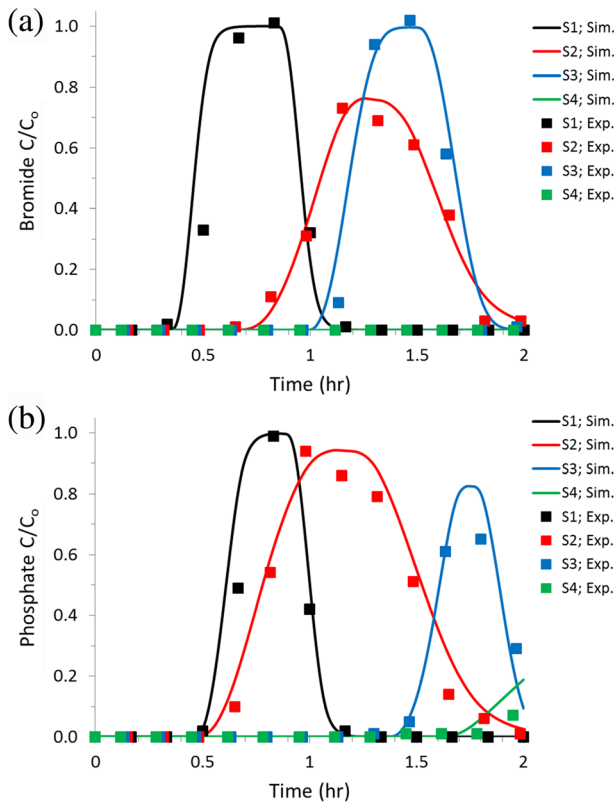 (a)
Bromide C/Co
1.0
0.8
0.6
0.4
0.2
0.0
0 0.5 1 1.5 2
Time (hr)
S1; Sim.
S2; Sim.
S3; Sim.
S4; Sim.
S1; Exp.
S2; Exp.
S3; Exp.
S4; Exp.
(b)
Phosphate C/Co
1.0
0.8
0.6
0.4
0.2
0.0
0 0.5 1 1.5 2
Time (hr)
S1; Sim.
S2; Sim.
S3; Sim.
S4; Sim.
S1; Exp.
S2; Exp.
S3; Exp.
S4; Exp.